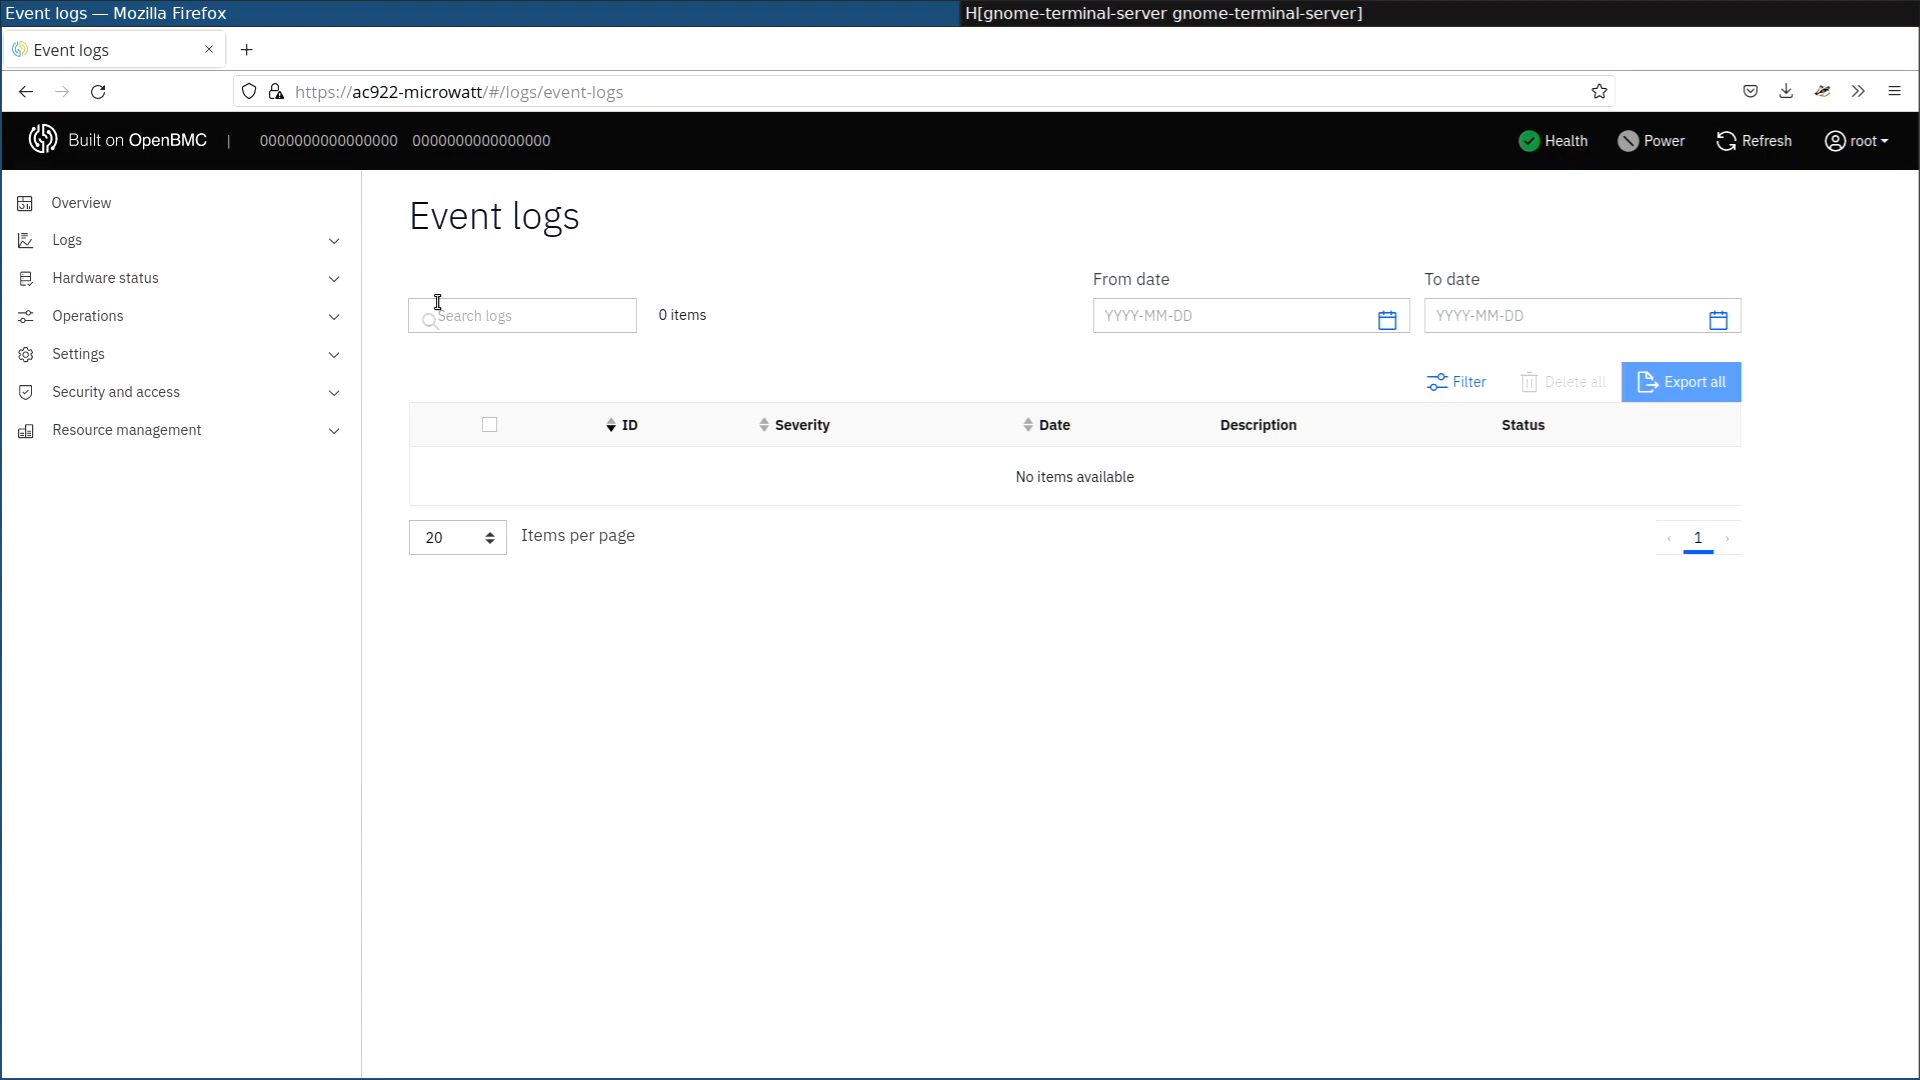 Event logs — Mozilla Firefox
H[gnome-terminal-server gnome-terminal-server]
Event logs
https://ac922-microwatt/#/logs/event-logs
Built on OpenBMC | 0000000000000000 0000000000000000
Health Power Refresh root
Overview
Logs
Hardware status
Operations
Settings
Security and access
Resource management
Event logs
From date To date
Search logs 0 items YYYY-MM-DD YYYY-MM-DD
Filter Delete all Export all
ID Severity Date Description Status
No items available
20 Items per page ‹ 1 ›